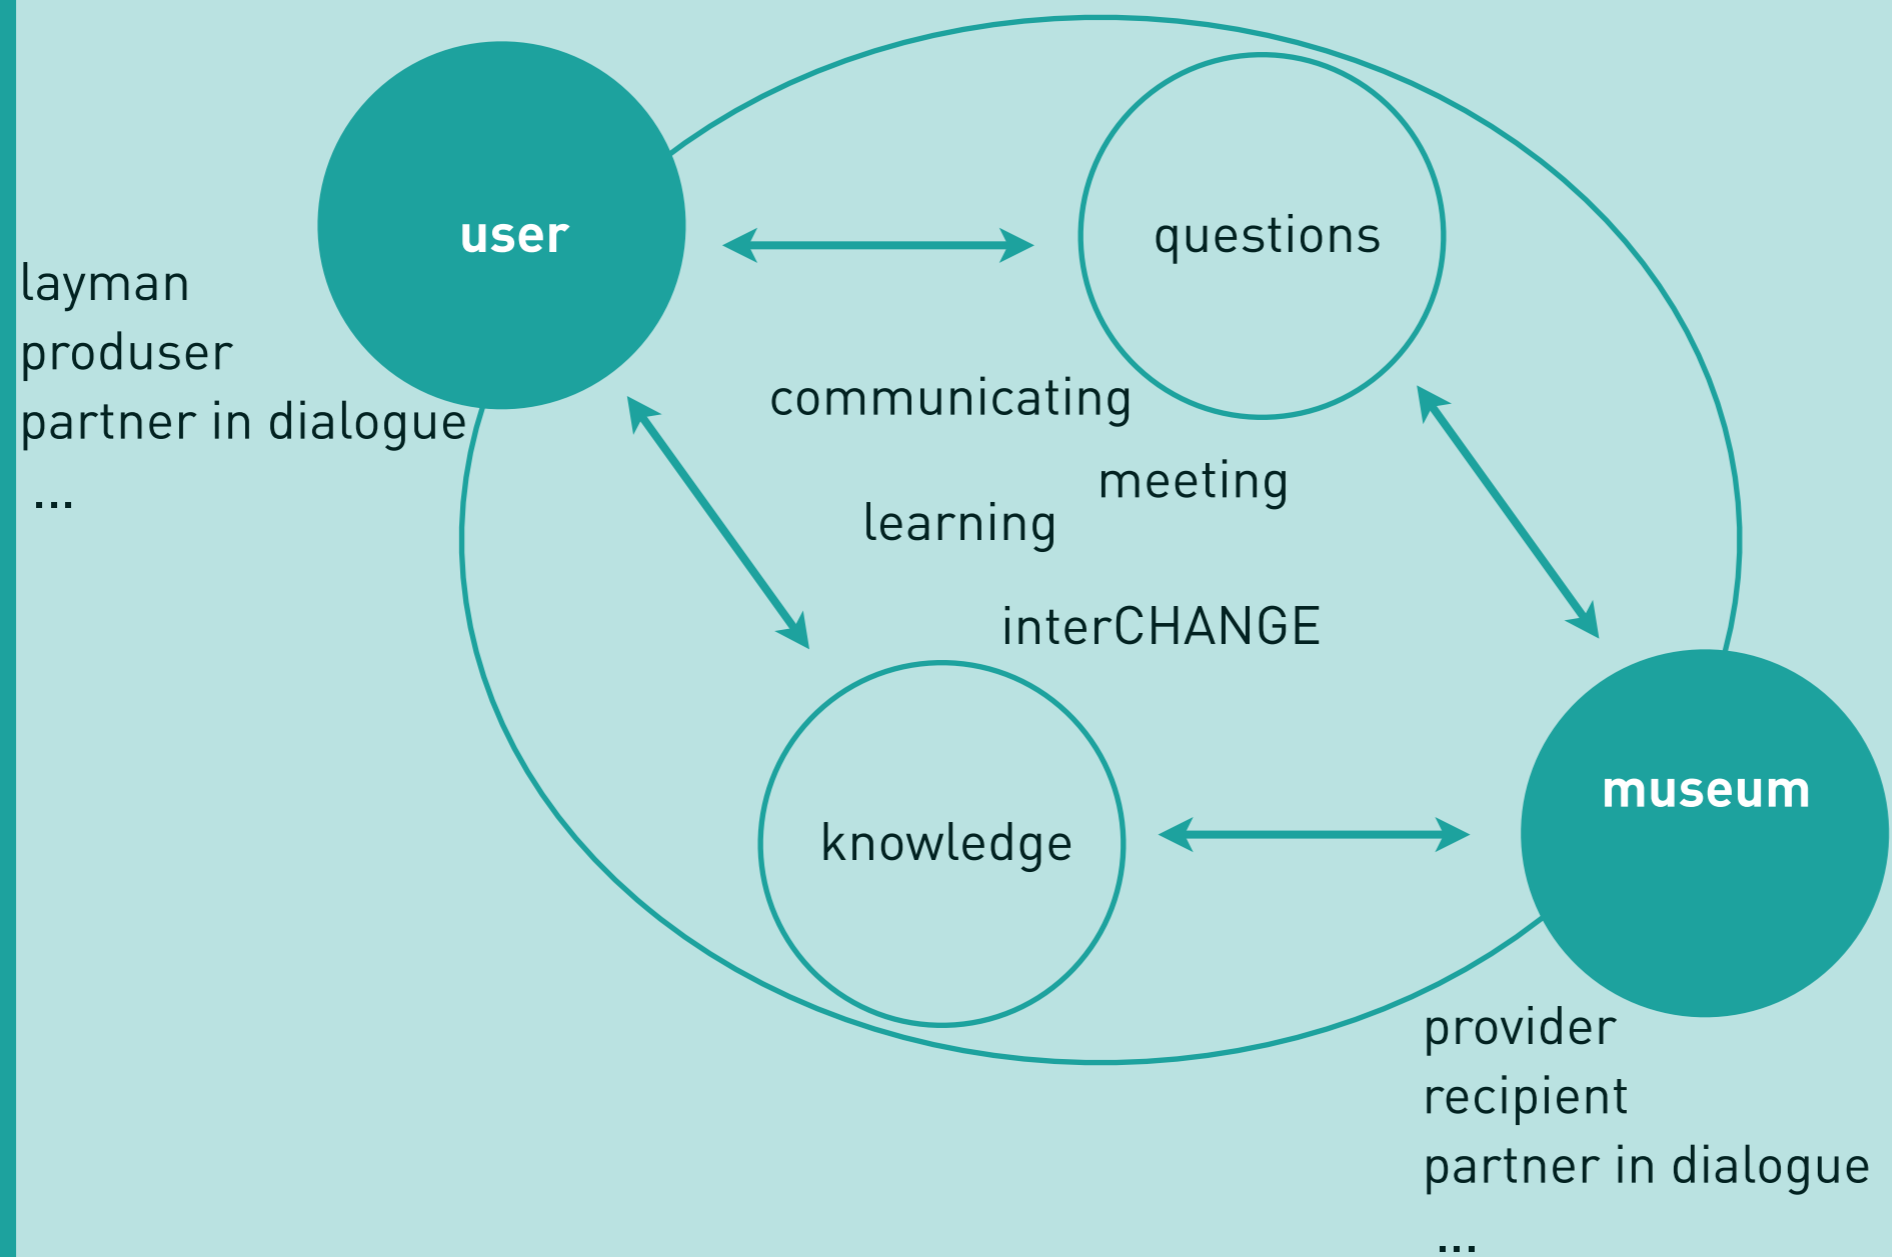 user
questions
layman
produser
partner in dialogue
...
communicating
meeting
learning
interCHANGE
knowledge
museum
provider
recipient
partner in dialogue
...